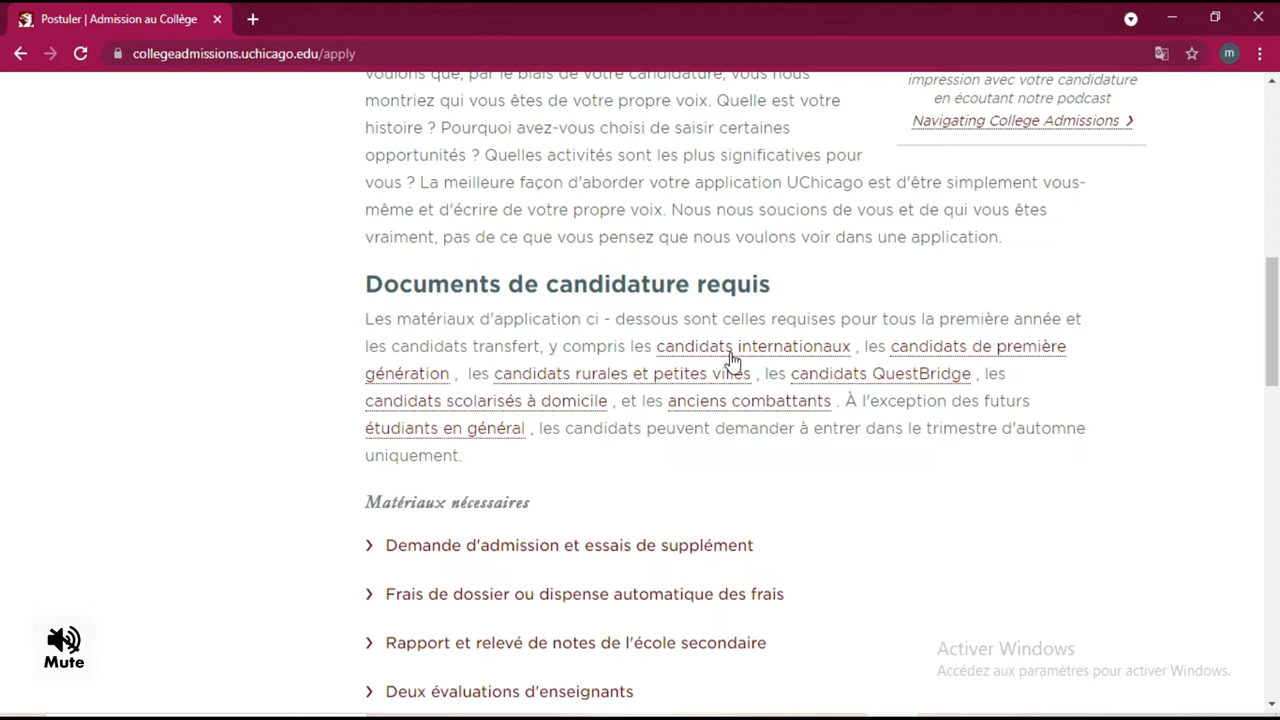 Postuler | Admission au Collège
collegeadmissions.uchicago.edu/apply
m
voulons que, par le biais de votre candidature, vous nous
montriez qui vous êtes de votre propre voix. Quelle est votre
histoire ? Pourquoi avez-vous choisi de saisir certaines
opportunités ? Quelles activités sont les plus significatives pour
vous ? La meilleure façon d'aborder votre application UChicago est d'être simplement vous-
même et d'écrire de votre propre voix. Nous nous soucions de vous et de qui vous êtes
vraiment, pas de ce que vous pensez que nous voulons voir dans une application.
impression avec votre candidature
en écoutant notre podcast
Navigating College Admissions ❯
Documents de candidature requis
Les matériaux d'application ci - dessous sont celles requises pour tous la première année et
les candidats transfert, y compris les candidats internationaux , les candidats de première
génération , les candidats rurales et petites villes , les candidats QuestBridge , les
candidats scolarisés à domicile , et les anciens combattants . À l'exception des futurs
étudiants en général , les candidats peuvent demander à entrer dans le trimestre d'automne
uniquement.
Matériaux nécessaires
❯ Demande d'admission et essais de supplément
❯ Frais de dossier ou dispense automatique des frais
❯ Rapport et relevé de notes de l'école secondaire
❯ Deux évaluations d'enseignants
Mute
Activer Windows
Accédez aux paramètres pour activer Windows.